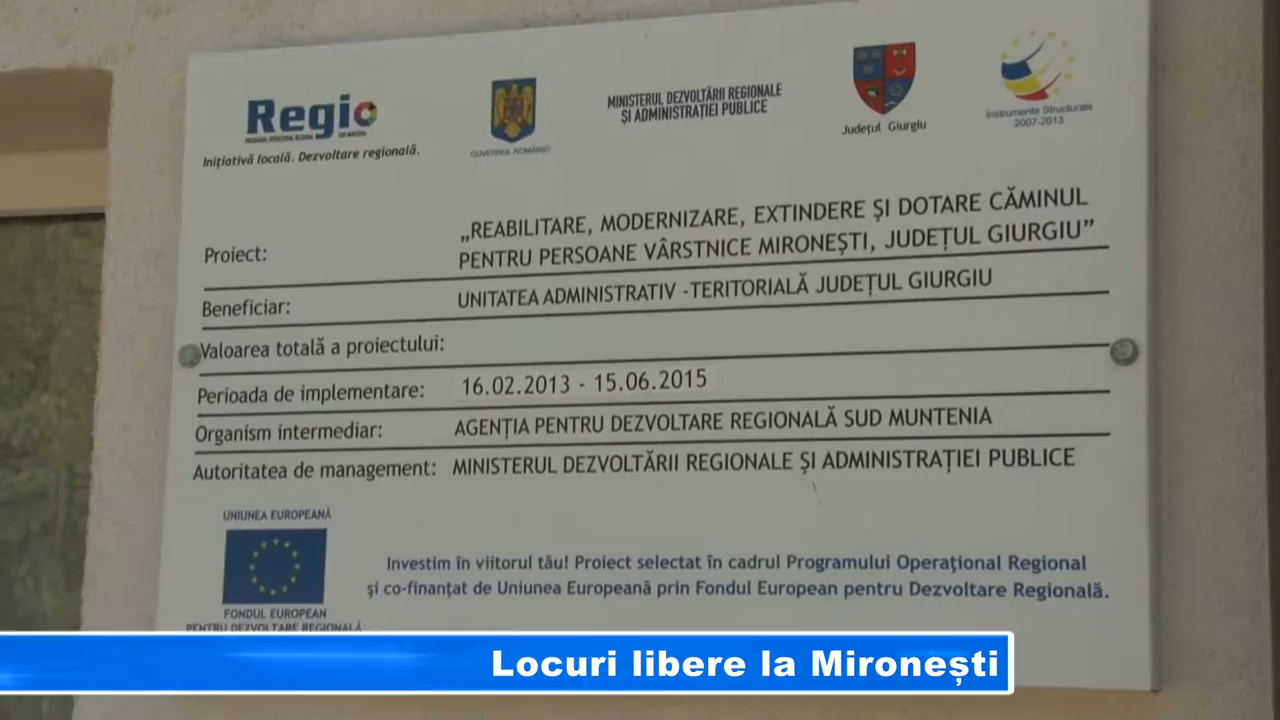 Regio
Inițiativă locală. Dezvoltare regională.
GUVERNUL ROMÂNIEI
MINISTERUL DEZVOLTĂRII REGIONALE
ȘI ADMINISTRAȚIEI PUBLICE
Județul Giurgiu
Instrumente Structurale
2007-2013
Proiect: „REABILITARE, MODERNIZARE, EXTINDERE ȘI DOTARE CĂMINUL
PENTRU PERSOANE VÂRSTNICE MIRONEȘTI, JUDEȚUL GIURGIU”
Beneficiar: UNITATEA ADMINISTRATIV -TERITORIALĂ JUDEȚUL GIURGIU
Valoarea totală a proiectului:
Perioada de implementare: 16.02.2013 - 15.06.2015
Organism intermediar: AGENȚIA PENTRU DEZVOLTARE REGIONALĂ SUD MUNTENIA
Autoritatea de management: MINISTERUL DEZVOLTĂRII REGIONALE ȘI ADMINISTRAȚIEI PUBLICE
UNIUNEA EUROPEANĂ
FONDUL EUROPEAN
PENTRU DEZVOLTARE REGIONALĂ
Investim în viitorul tău! Proiect selectat în cadrul Programului Operațional Regional
și co-finanțat de Uniunea Europeană prin Fondul European pentru Dezvoltare Regională.
Locuri libere la Mironești